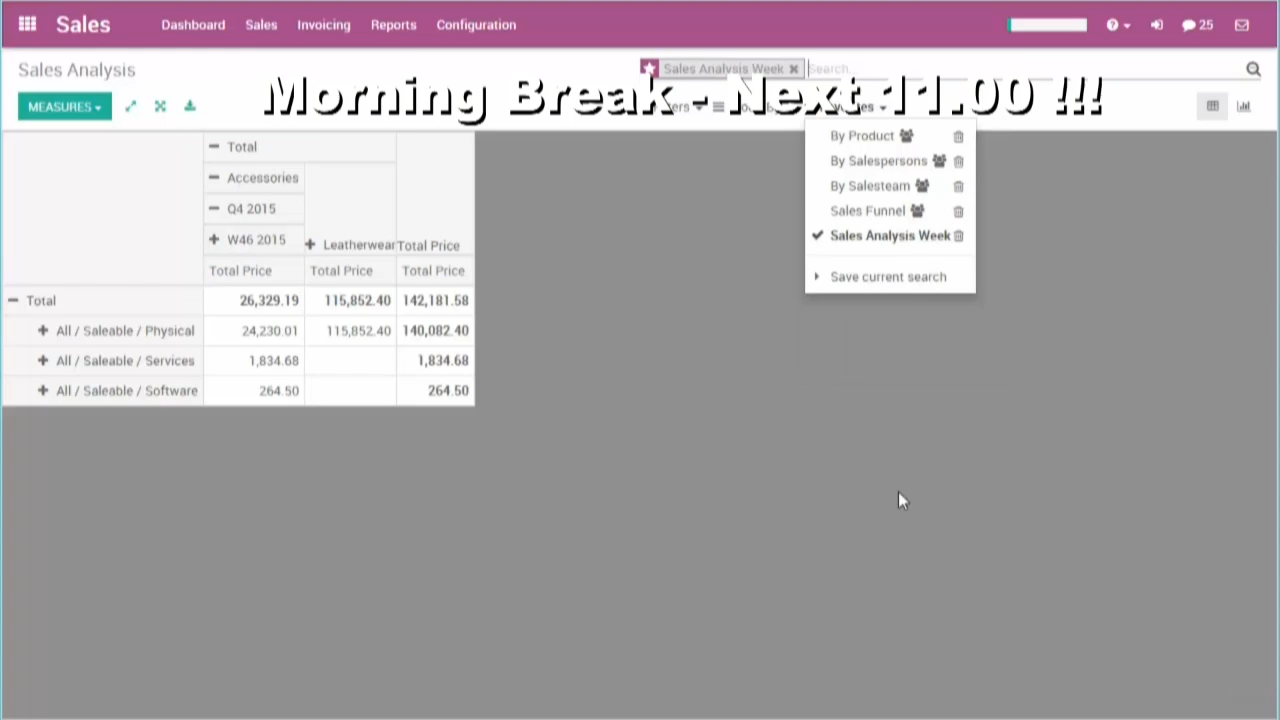 Sales Dashboard Sales Invoicing Reports Configuration 25
Sales Analysis Sales Analysis Week Search...
Morning Break - Next 11.00 !!!
MEASURES
By Product
By Salespersons
By Salesteam
Sales Funnel
Sales Analysis Week
Save current search
Total
Accessories
Q4 2015
W46 2015 Leatherwear Total Price
Total Price Total Price Total Price
Total 26,329.19 115,852.40 142,181.58
All / Saleable / Physical 24,230.01 115,852.40 140,082.40
All / Saleable / Services 1,834.68 1,834.68
All / Saleable / Software 264.50 264.50